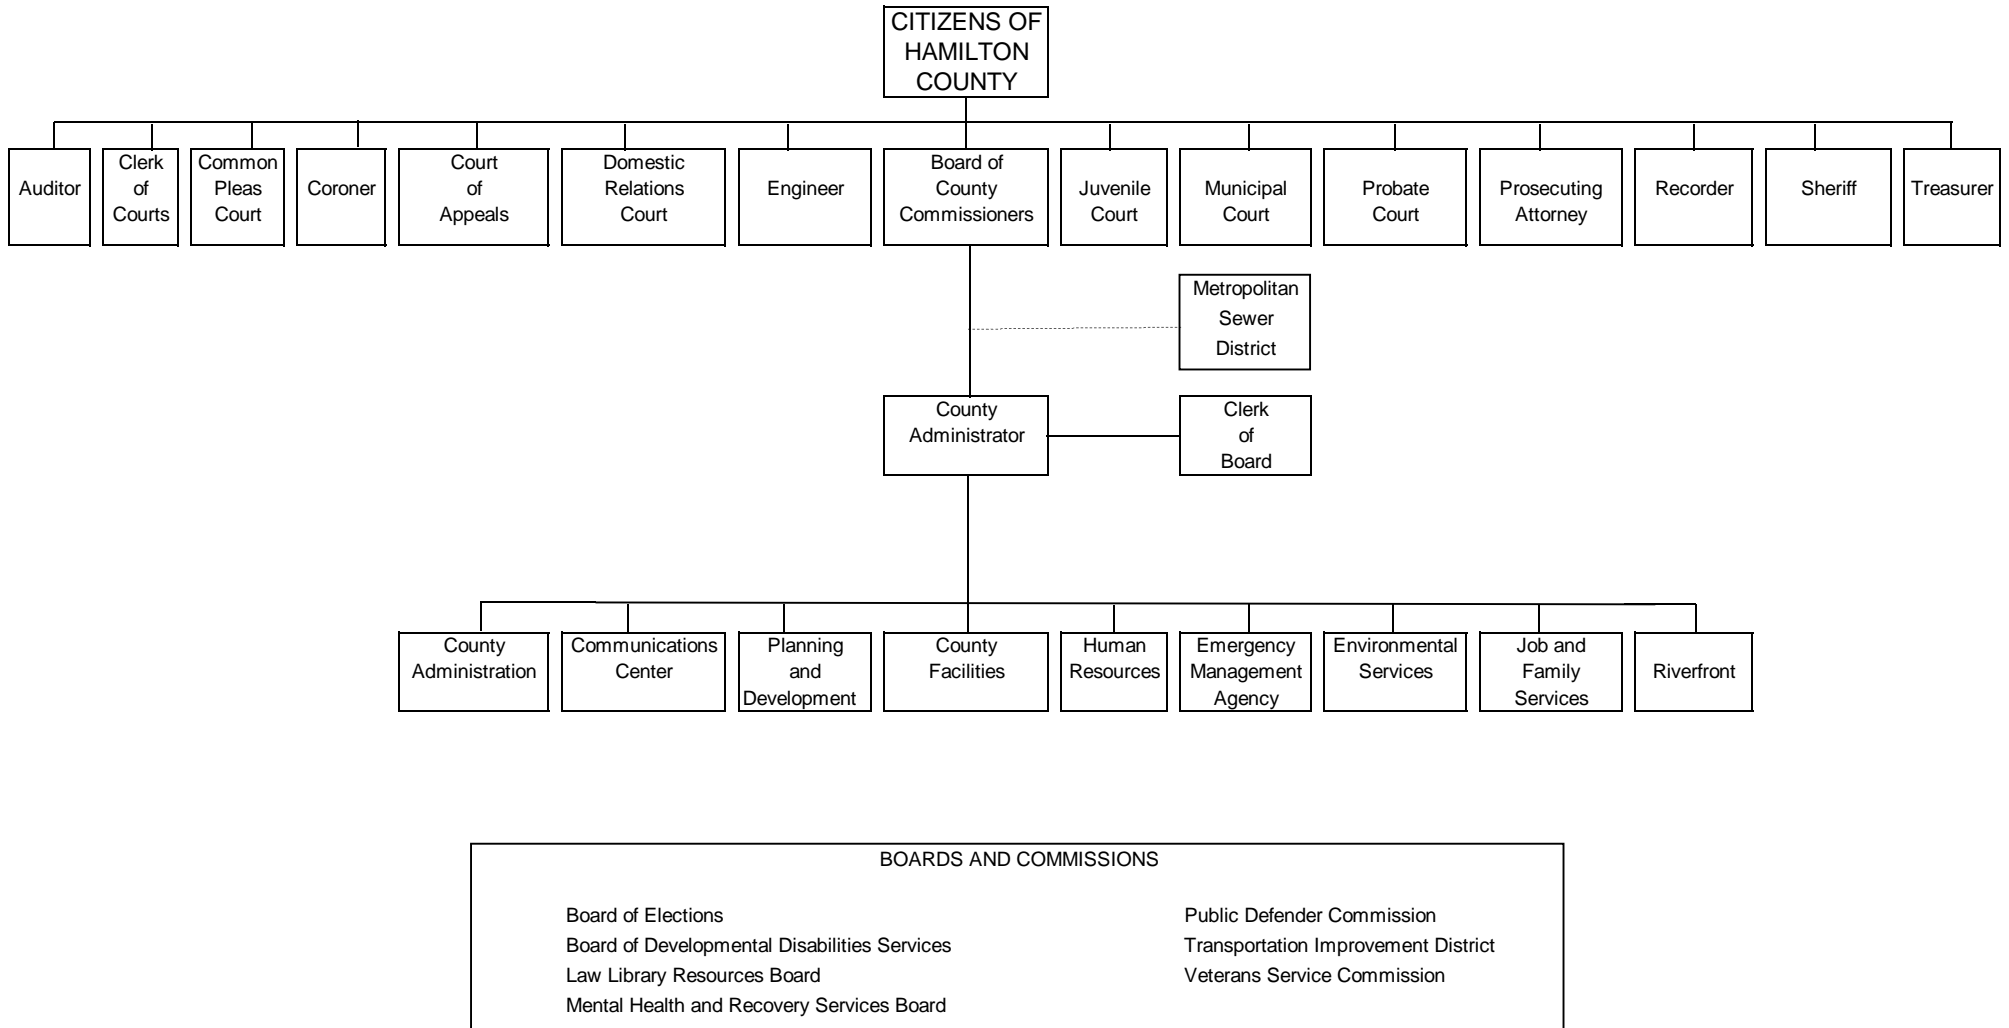 CITIZENS OF
HAMILTON
COUNTY
Auditor
Clerk
of
Courts
Common
Pleas
Court
Coroner
Court
of
Appeals
Domestic
Relations
Court
Engineer
Board of
County
Commissioners
Juvenile
Court
Municipal
Court
Probate
Court
Prosecuting
Attorney
Recorder
Sheriff
Treasurer
Metropolitan
Sewer
District
County
Administrator
Clerk
of
Board
County
Administration
Communications
Center
Planning
and
Development
County
Facilities
Human
Resources
Emergency
Management
Agency
Environmental
Services
Job and
Family
Services
Riverfront
BOARDS AND COMMISSIONS
Board of Elections
Board of Developmental Disabilities Services
Law Library Resources Board
Mental Health and Recovery Services Board
Public Defender Commission
Transportation Improvement District
Veterans Service Commission